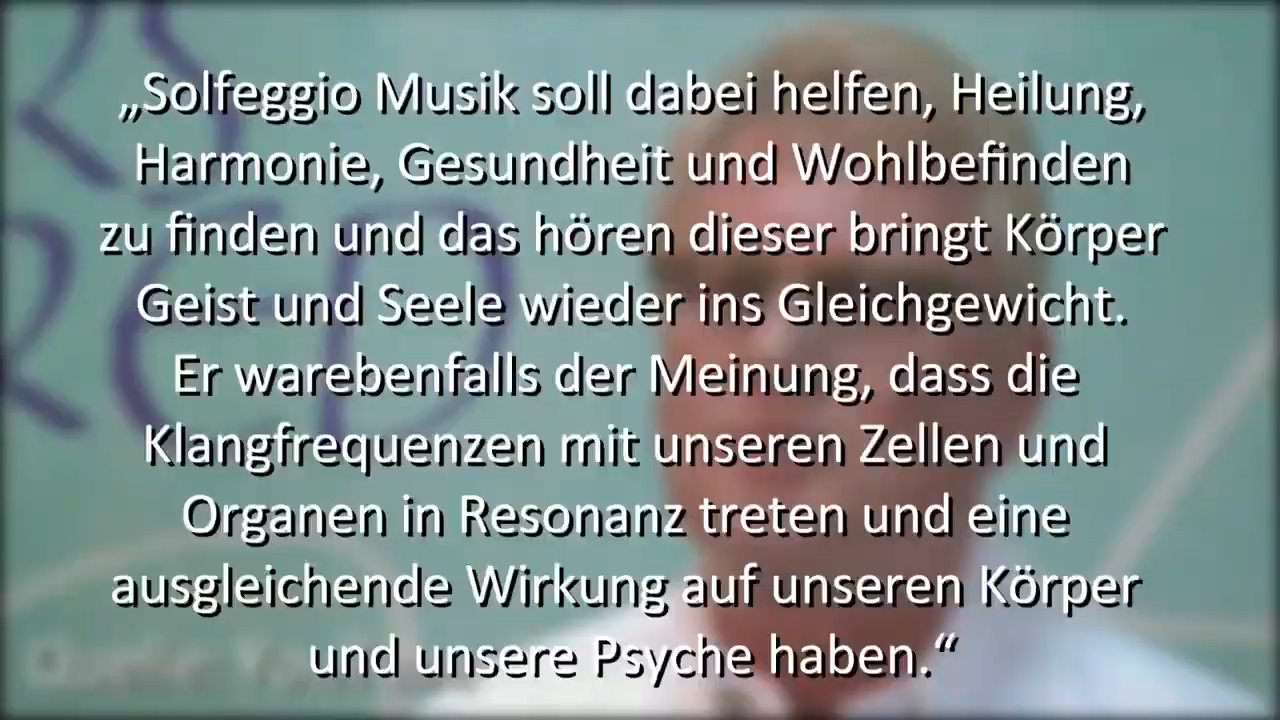 „Solfeggio Musik soll dabei helfen, Heilung,
Harmonie, Gesundheit und Wohlbefinden
zu finden und das hören dieser bringt Körper
Geist und Seele wieder ins Gleichgewicht.
Er warebenfalls der Meinung, dass die
Klangfrequenzen mit unseren Zellen und
Organen in Resonanz treten und eine
ausgleichende Wirkung auf unseren Körper
und unsere Psyche haben.“